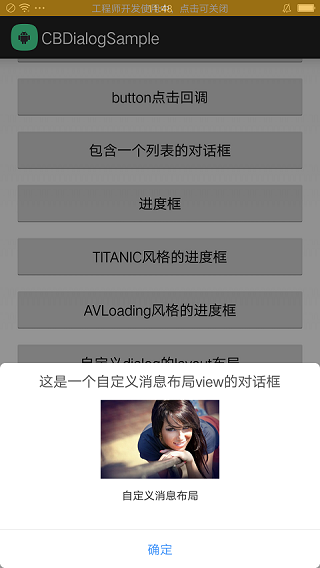 工程师开发使用，点击可关闭
11:48
CBDialogSample
button点击回调
包含一个列表的对话框
进度框
TITANIC风格的进度框
AVLoading风格的进度框
自定义dialog的layout布局
这是一个自定义消息布局view的对话框
自定义消息布局
确定